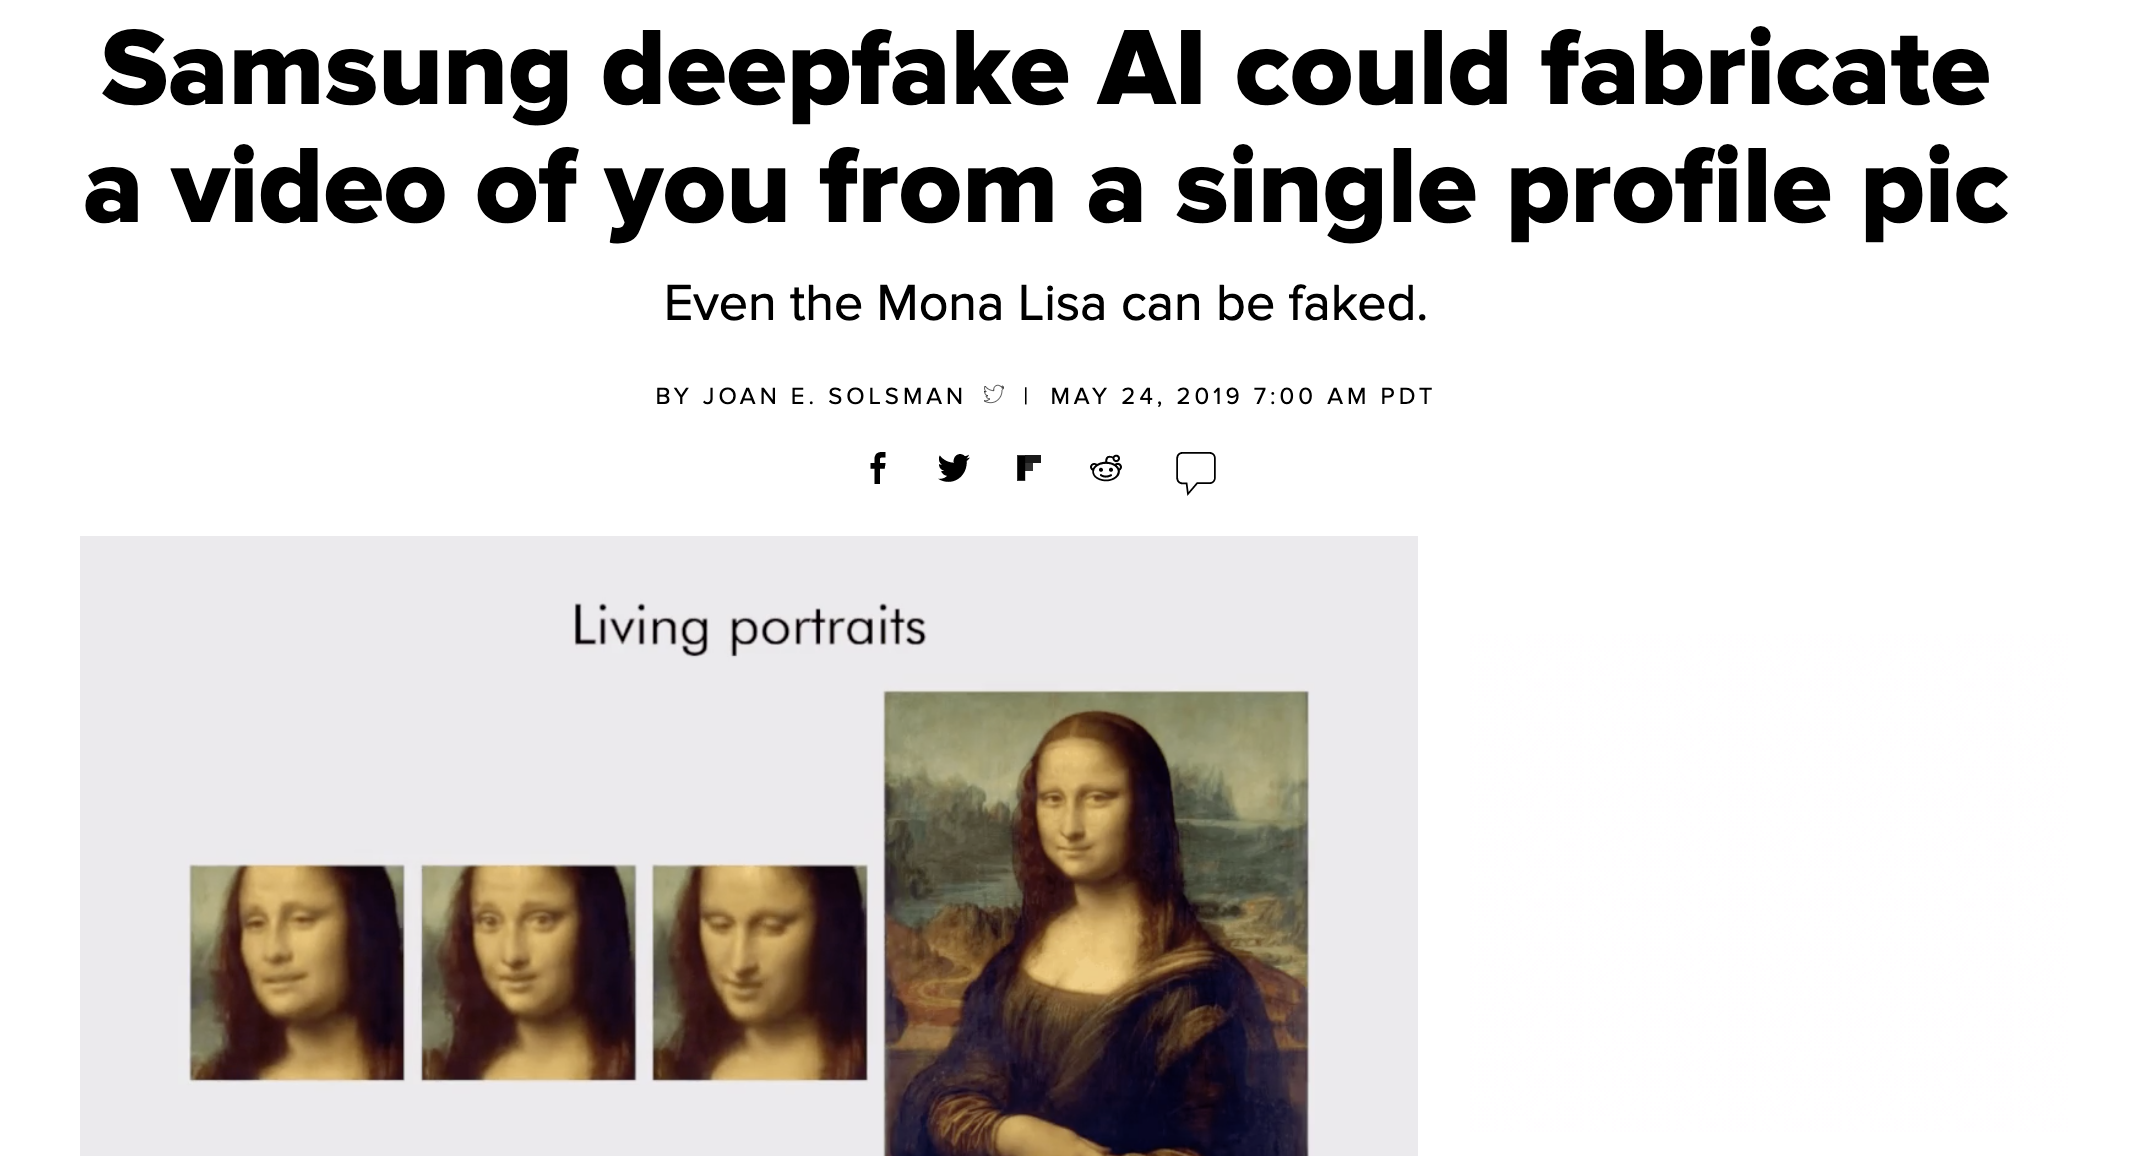 Samsung deepfake AI could fabricate
a video of you from a single profile pic
Even the Mona Lisa can be faked.
BY JOAN E. SOLSMAN | MAY 24, 2019 7:00 AM PDT
Living portraits